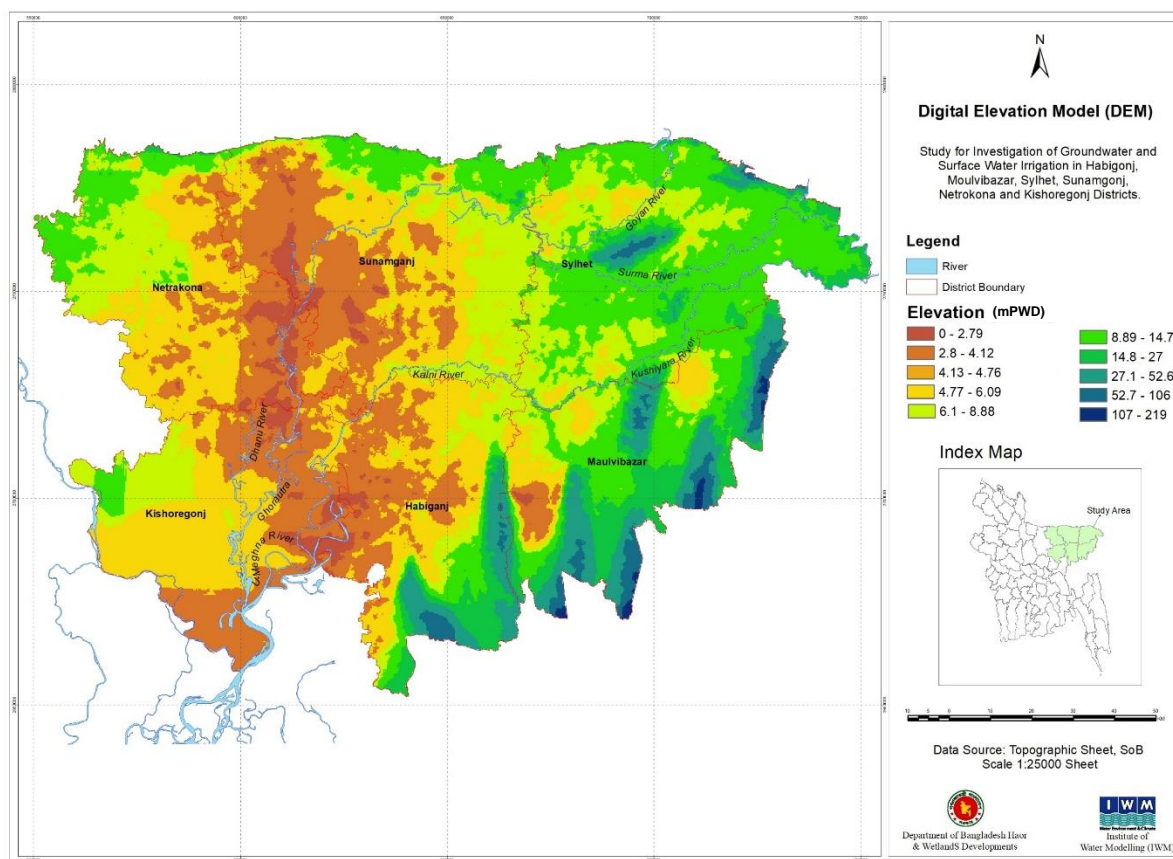 N
Digital Elevation Model (DEM)
Study for Investigation of Groundwater and
Surface Water Irrigation in Habigonj,
Moulvibazar, Sylhet, Sunamgonj,
Netrokona and Kishoregonj Districts.
Legend
River
District Boundary
Elevation (mPWD)
0 - 2.79
2.8 - 4.12
4.13 - 4.76
4.77 - 6.09
6.1 - 8.88
8.89 - 14.7
14.8 - 27
27.1 - 52.6
52.7 - 106
107 - 219
Index Map
Study Area
Data Source: Topographic Sheet, SoB
Scale 1:25000 Sheet
Department of Bangladesh Haor
& WetlandS Developments
IWM
Water Environment & Climate
Institute of
Water Modelling (IWM)
Netrakona
Sunamganj
Sylhet
Goyan River
Surma River
Kushiyara River
Kalni River
Dhanu River
Ghorautra
Meghna River
Kishoregonj
Habiganj
Maulvibazar